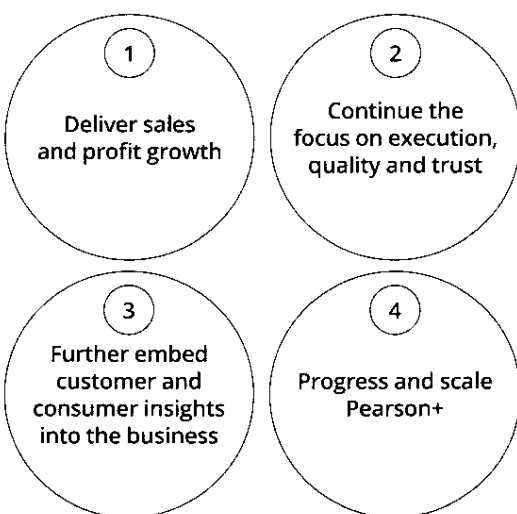 1
Deliver sales
and profit growth
2
Continue the
focus on execution,
quality and trust
3
Further embed
customer and
consumer insights
into the business
4
Progress and scale
Pearson+